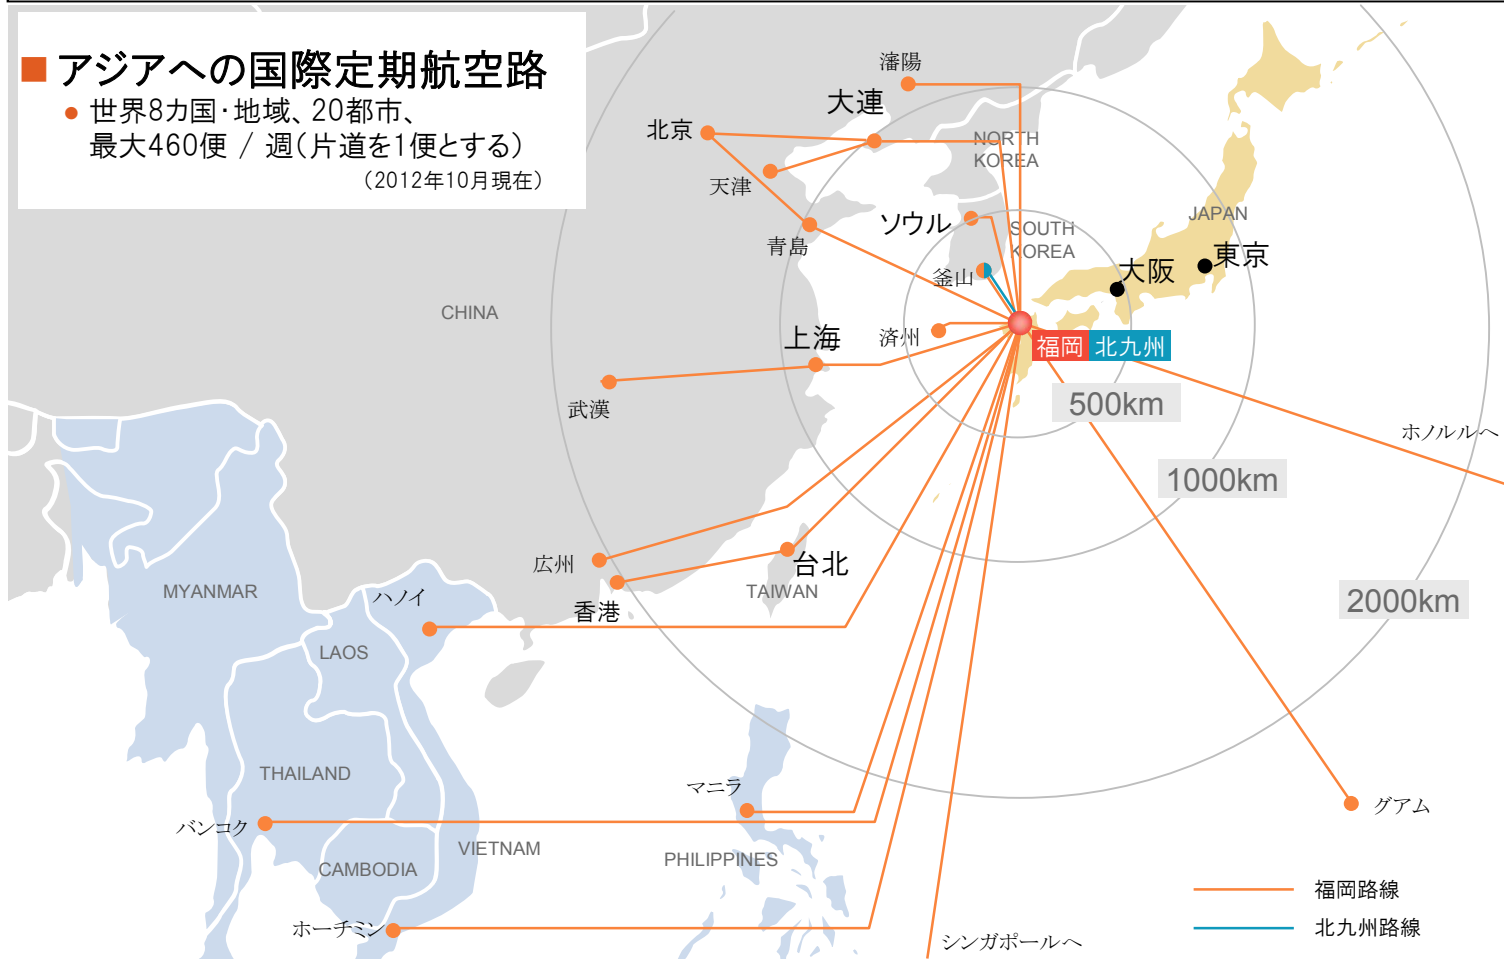 ■ アジアへの国際定期航空路
● 世界8カ国・地域、20都市、
最大460便 / 週(片道を1便とする)
(2012年10月現在)
瀋陽
大連
北京
NORTH
KOREA
天津
ソウル
JAPAN
青島
SOUTH
KOREA
東京
大阪
釜山
CHINA
上海
済州
福岡 北九州
武漢
500km
ホノルルへ
1000km
広州
台北
MYANMAR
ハノイ
TAIWAN
香港
2000km
LAOS
THAILAND
マニラ
グアム
バンコク
VIETNAM
PHILIPPINES
CAMBODIA
福岡路線
ホーチミン
北九州路線
シンガポールへ